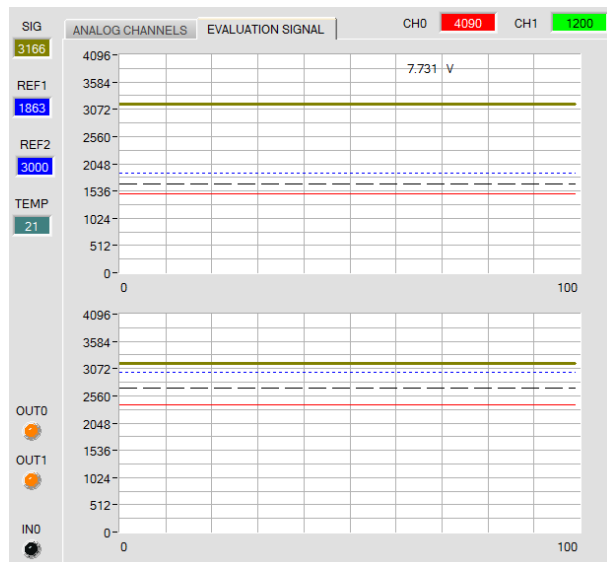 SIG
3166
REF1
1863
REF2
3000
TEMP
21
OUT0
OUT1
IN0
ANALOG CHANNELS
EVALUATION SIGNAL
CH0 4090 CH1 1200
7.731 V
4096
3584
3072
2560
2048
1536
1024
512
0
0 100
4096
3584
3072
2560
2048
1536
1024
512
0
0 100